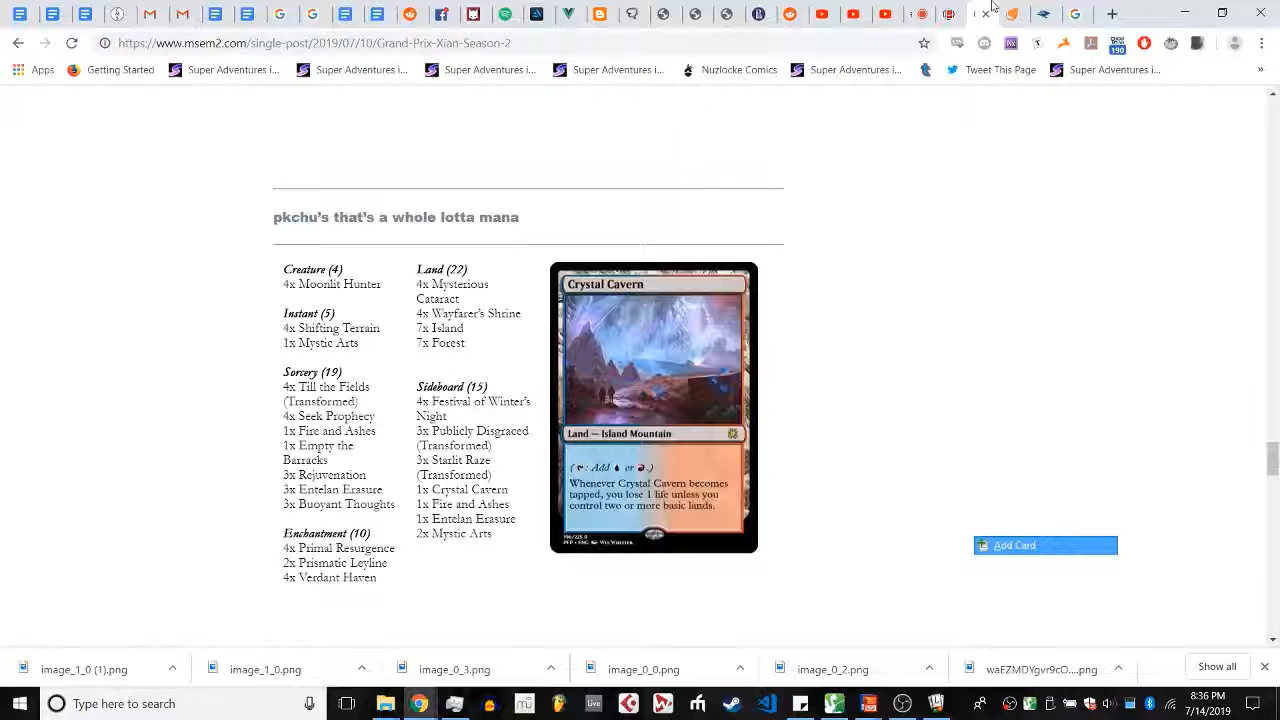 https://www.msem2.com/single-post/2019/07/10/Grand-Prix-Xian-Season-2
190
Apps
Getting Started
Super Adventures i...
Super Adventures i...
Super Adventures i...
Super Adventures i...
Nuzlocke Comics
Super Adventures i...
Tweet This Page
Super Adventures i...
»
pkchu's that's a whole lotta mana
Creature (4)
4x Moonlit Hunter
Instant (5)
4x Shifting Terrain
1x Mystic Arts
Sorcery (19)
4x Till the Fields
(Transformed)
4x Seek Prophecy
1x Fire and Ashes
1x Empty the
Barracks
3x Rejuvenation
3x Entelan Erasure
3x Buoyant Thoughts
Enchantment (10)
4x Primal Resurgence
2x Prismatic Leyline
4x Verdant Haven
Land (22)
4x Mysterious
Cataract
4x Wayfarer's Shrine
7x Island
7x Forest
Sideboard (15)
4x Festival of Winter's
Night
3x Publicly Disgraced
(Transformed)
3x Starlit Raze
(Transformed)
1x Crystal Cavern
1x Fire and Ashes
1x Entelan Erasure
2x Mystic Arts
Crystal Cavern
Land — Island Mountain
( : Add or .)
Whenever Crystal Cavern becomes
tapped, you lose 1 life unless you
control two or more basic lands.
Add Card
image_1_0 (1).png
image_1_0.png
image_0_3.png
image_0_0.png
image_0_2.png
waEZMDYgvr9cO....png
Show all
Type here to search
Live
8:36 PM
7/14/2019